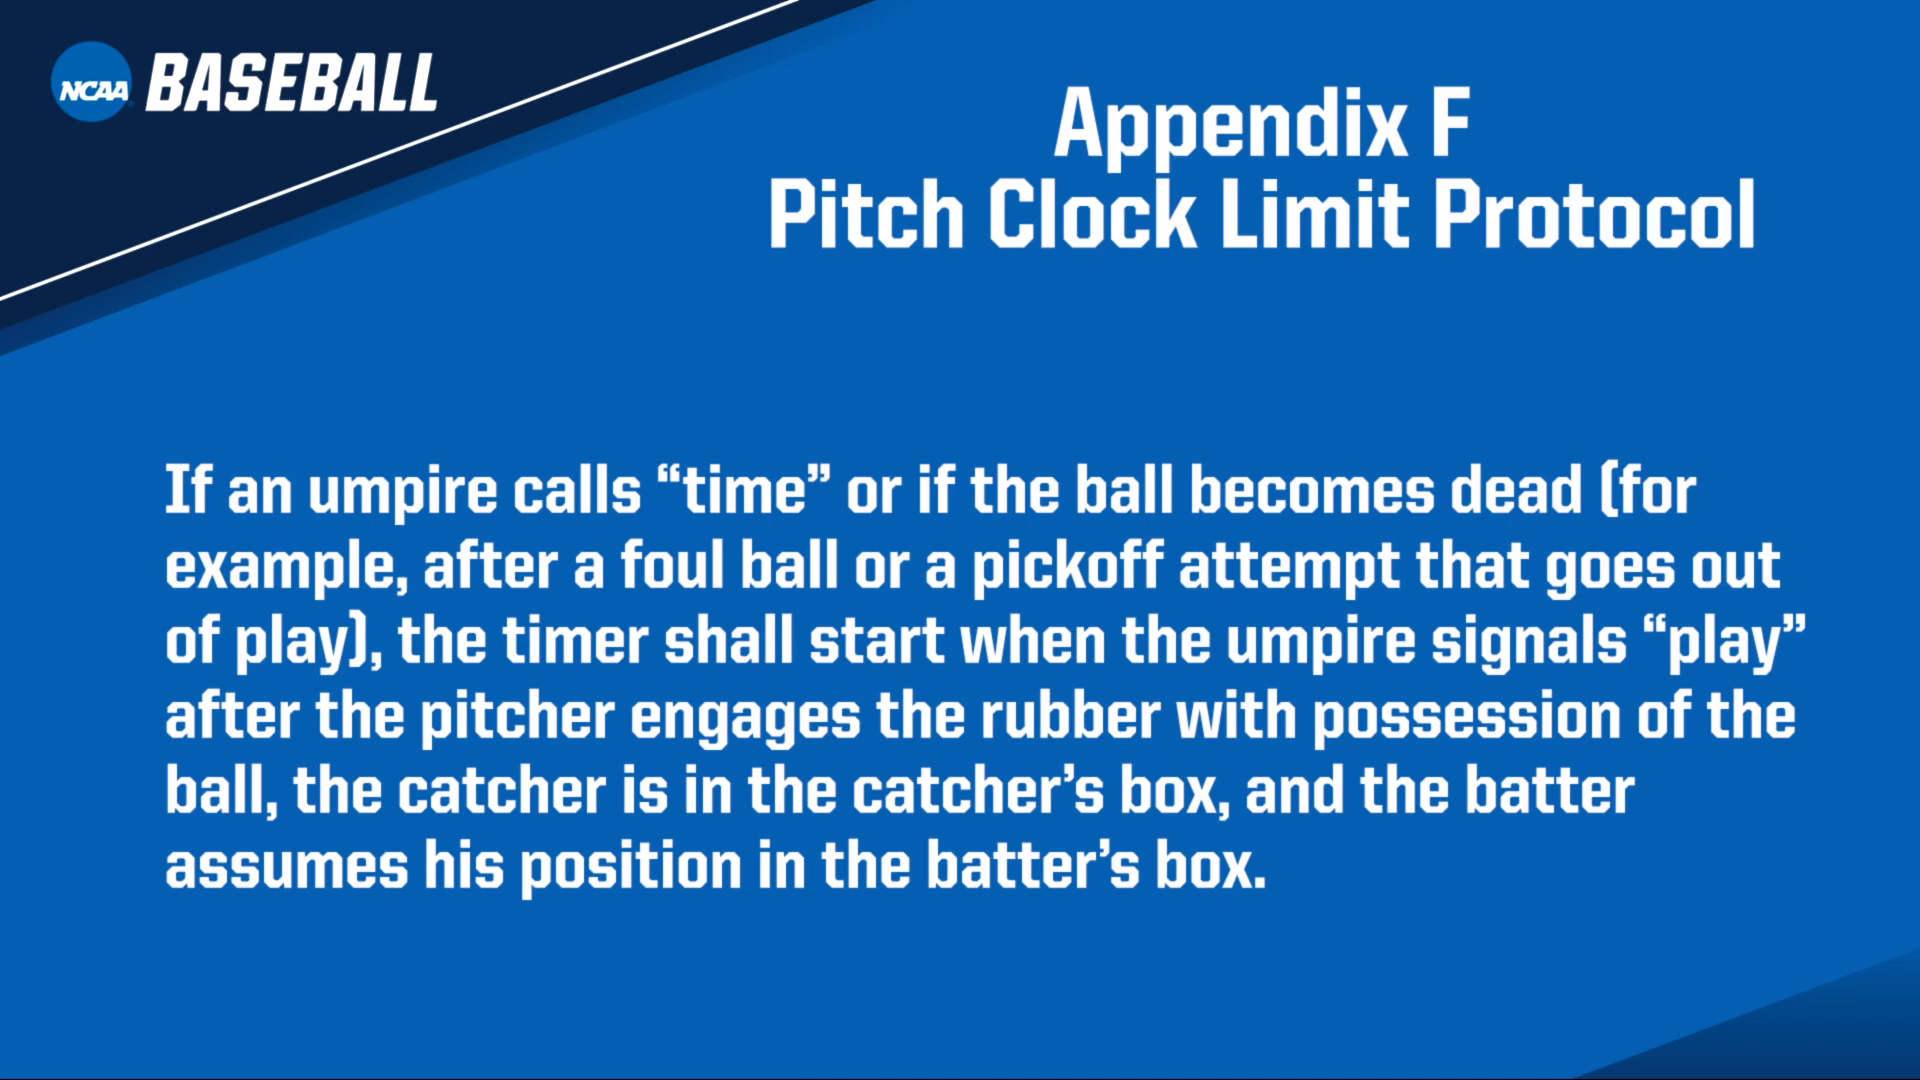 NCAA BASEBALL
Appendix F
Pitch Clock Limit Protocol
If an umpire calls “time” or if the ball becomes dead (for
example, after a foul ball or a pickoff attempt that goes out
of play), the timer shall start when the umpire signals “play”
after the pitcher engages the rubber with possession of the
ball, the catcher is in the catcher’s box, and the batter
assumes his position in the batter’s box.